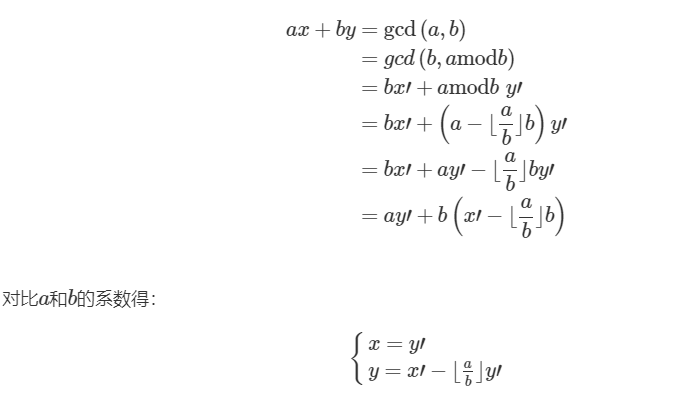 ax + by = gcd (a, b)
= gcd (b, amodb)
= bx′ + amodb y′
= bx′ + (a − ⌊a/b⌋b) y′
= bx′ + ay′ − ⌊a/b⌋by′
= ay′ + b (x′ − ⌊a/b⌋b)
对比a和b的系数得：
{ x = y′
y = x′ − ⌊a/b⌋y′